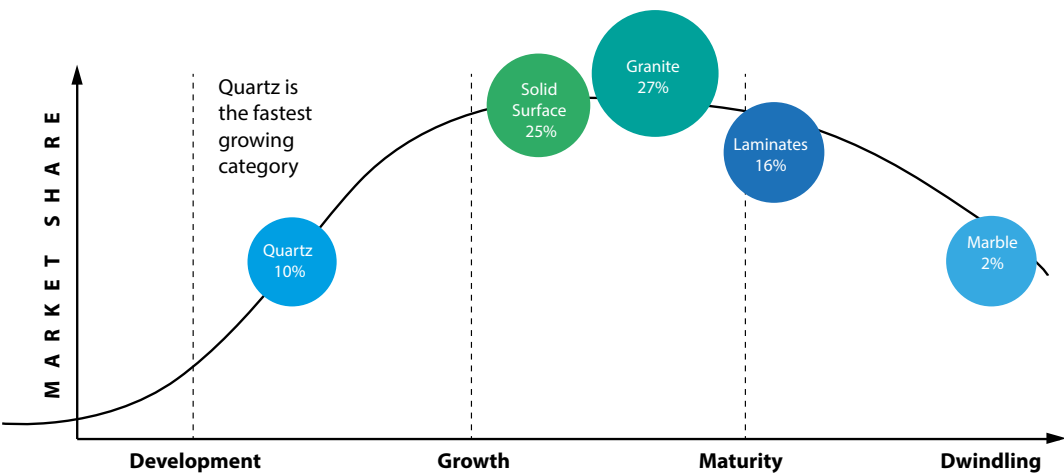 MARKET SHARE
Quartz is
the fastest
growing
category
Quartz
10%
Solid
Surface
25%
Granite
27%
Laminates
16%
Marble
2%
Development
Growth
Maturity
Dwindling